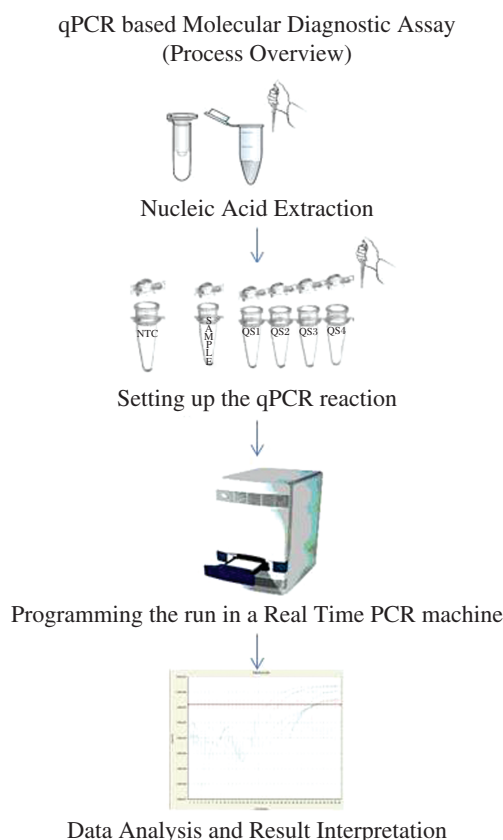 qPCR based Molecular Diagnostic Assay
(Process Overview)
Nucleic Acid Extraction
NTC
SAMPLE
QS1 QS2 QS3 QS4
Setting up the qPCR reaction
Programming the run in a Real Time PCR machine
Data Analysis and Result Interpretation